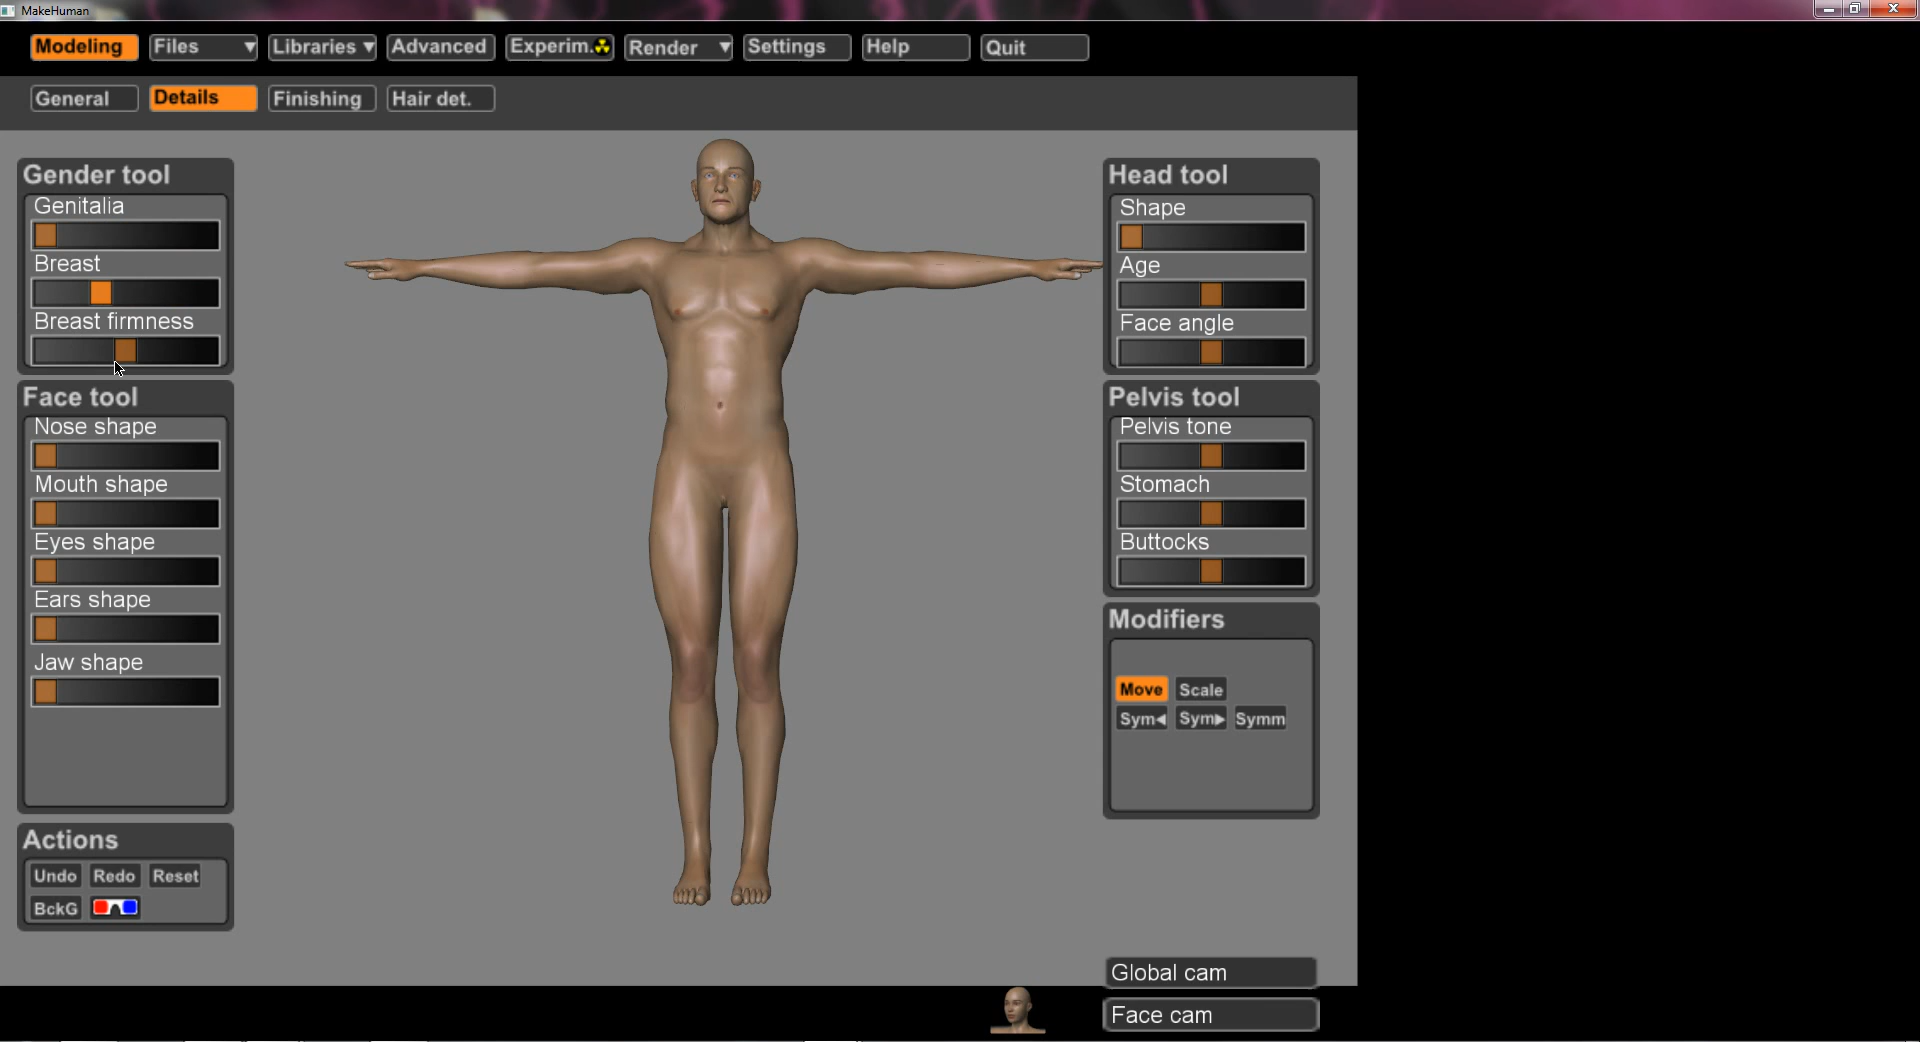 MakeHuman
Modeling Files Libraries Advanced Experim. Render Settings Help Quit
General Details Finishing Hair det.
Gender tool
Genitalia
Breast
Breast firmness
Face tool
Nose shape
Mouth shape
Eyes shape
Ears shape
Jaw shape
Actions
Undo Redo Reset
BckG
Head tool
Shape
Age
Face angle
Pelvis tool
Pelvis tone
Stomach
Buttocks
Modifiers
Move Scale
Sym◀ Sym▶ Symm
Global cam
Face cam